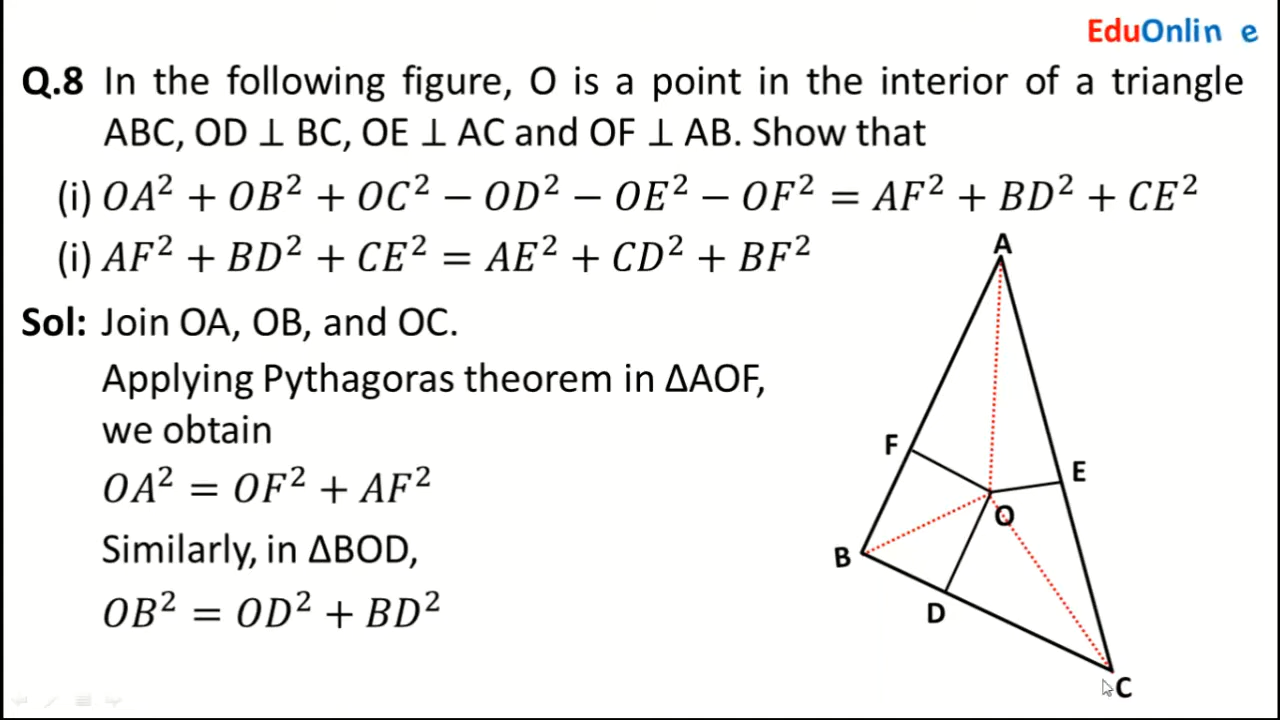 EduOnlin e
Q.8 In the following figure, O is a point in the interior of a triangle
ABC, OD ⊥ BC, OE ⊥ AC and OF ⊥ AB. Show that
(i) OA² + OB² + OC² − OD² − OE² − OF² = AF² + BD² + CE²
(i) AF² + BD² + CE² = AE² + CD² + BF²
Sol: Join OA, OB, and OC.
Applying Pythagoras theorem in ΔAOF,
we obtain
OA² = OF² + AF²
Similarly, in ΔBOD,
OB² = OD² + BD²
A
F
E
O
B
D
C